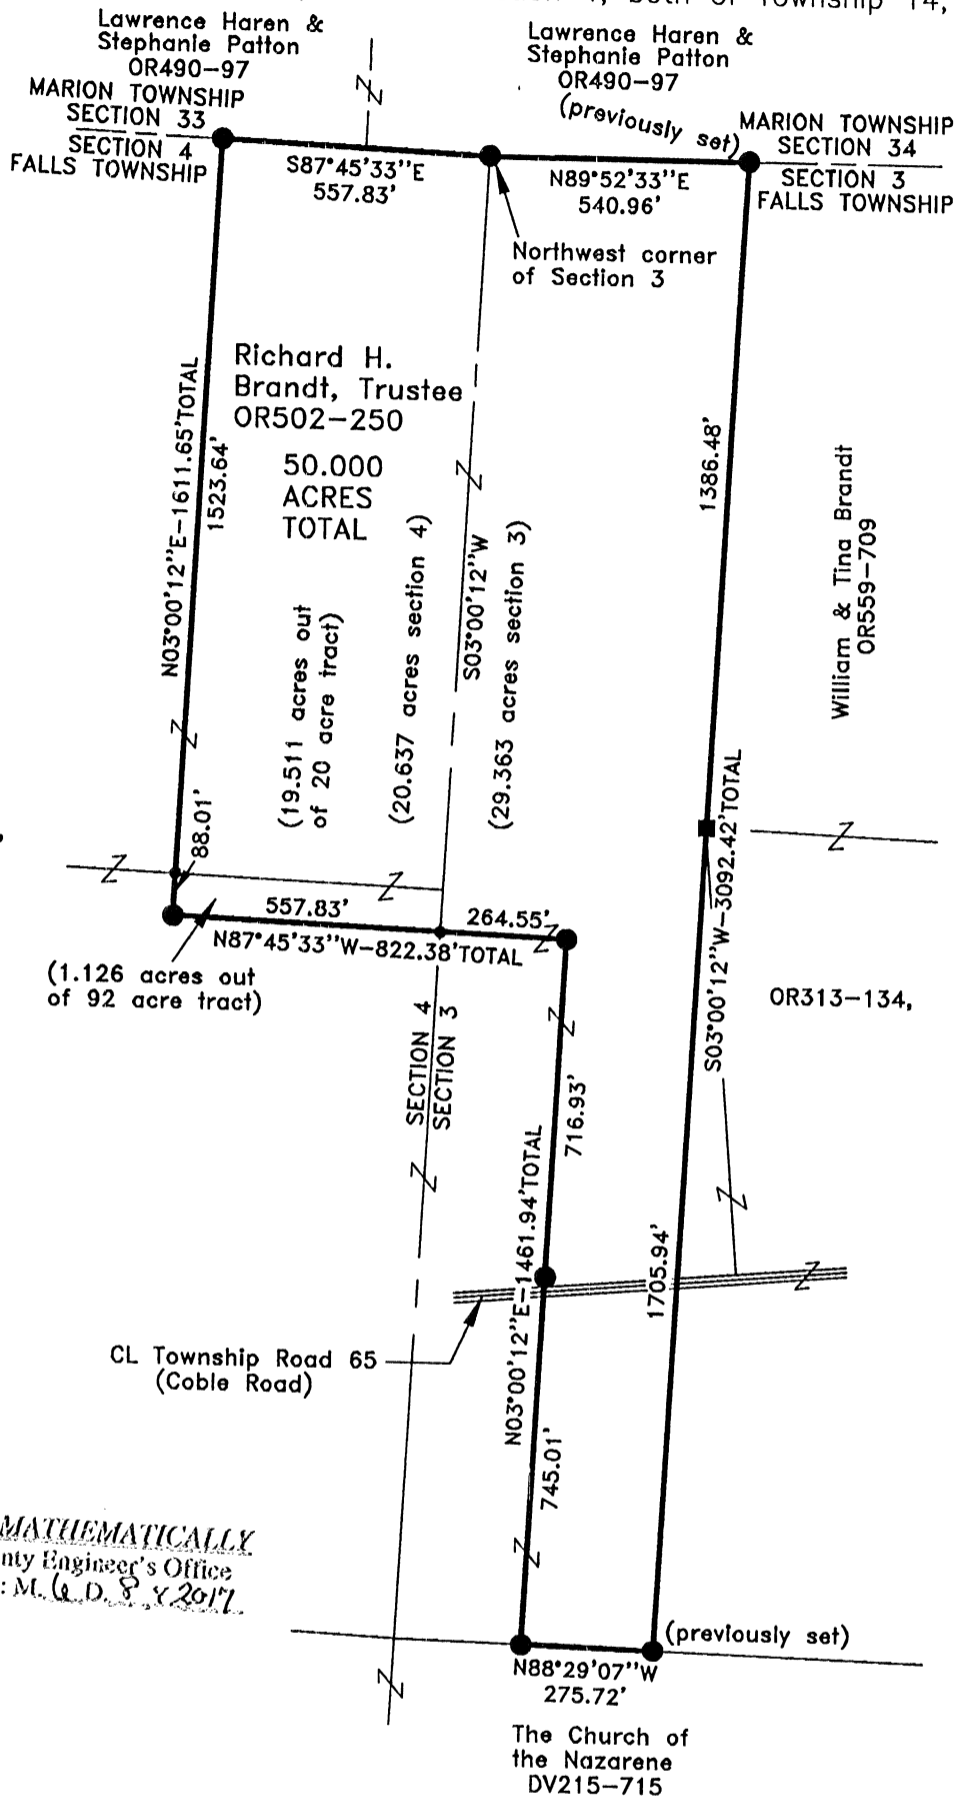 both of Township 14,
Lawrence Haren &
Stephanie Patton
OR490-97
Lawrence Haren &
Stephanie Patton
OR490-97
(previously set)
MARION TOWNSHIP
SECTION 33
SECTION 4
FALLS TOWNSHIP
MARION TOWNSHIP
SECTION 34
SECTION 3
FALLS TOWNSHIP
S87°45'33"E
557.83'
N89°52'33"E
540.96'
Northwest corner
of Section 3
Richard H.
Brandt, Trustee
OR502-250
50.000
ACRES
TOTAL
N03°00'12"E-1611.65'TOTAL
1523.64'
(19.511 acres out
of 20 acre tract)
(20.637 acres section 4)
S03°00'12"W
(29.363 acres section 3)
1386.48'
William & Tina Brandt
OR559-709
88.01'
557.83'
264.55'
N87°45'33"W-822.38'TOTAL
(1.126 acres out
of 92 acre tract)
SECTION 4
SECTION 3
S03°00'12"W-3092.42'TOTAL
OR313-134,
716.93'
N03°00'12"E-1461.94'TOTAL
1705.94'
CL Township Road 65
(Coble Road)
745.01'
MATHEMATICALLY
nty Engineer's Office
: M. 6 D. 8 Y 2017
(previously set)
N88°29'07"W
275.72'
The Church of
the Nazarene
DV215-715